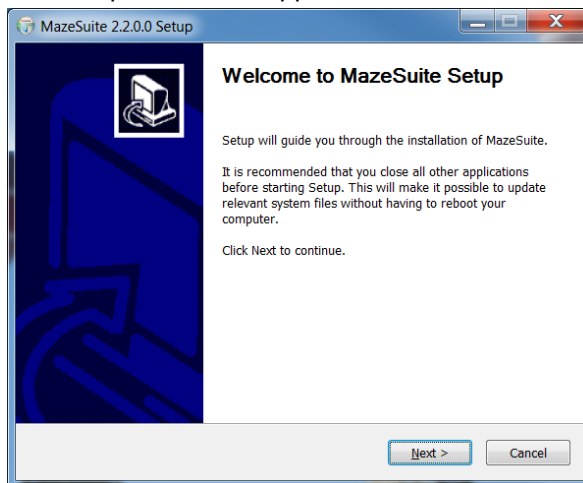 MazeSuite 2.2.0.0 Setup
Welcome to MazeSuite Setup
Setup will guide you through the installation of MazeSuite.
It is recommended that you close all other applications
before starting Setup. This will make it possible to update
relevant system files without having to reboot your
computer.
Click Next to continue.
Next >
Cancel